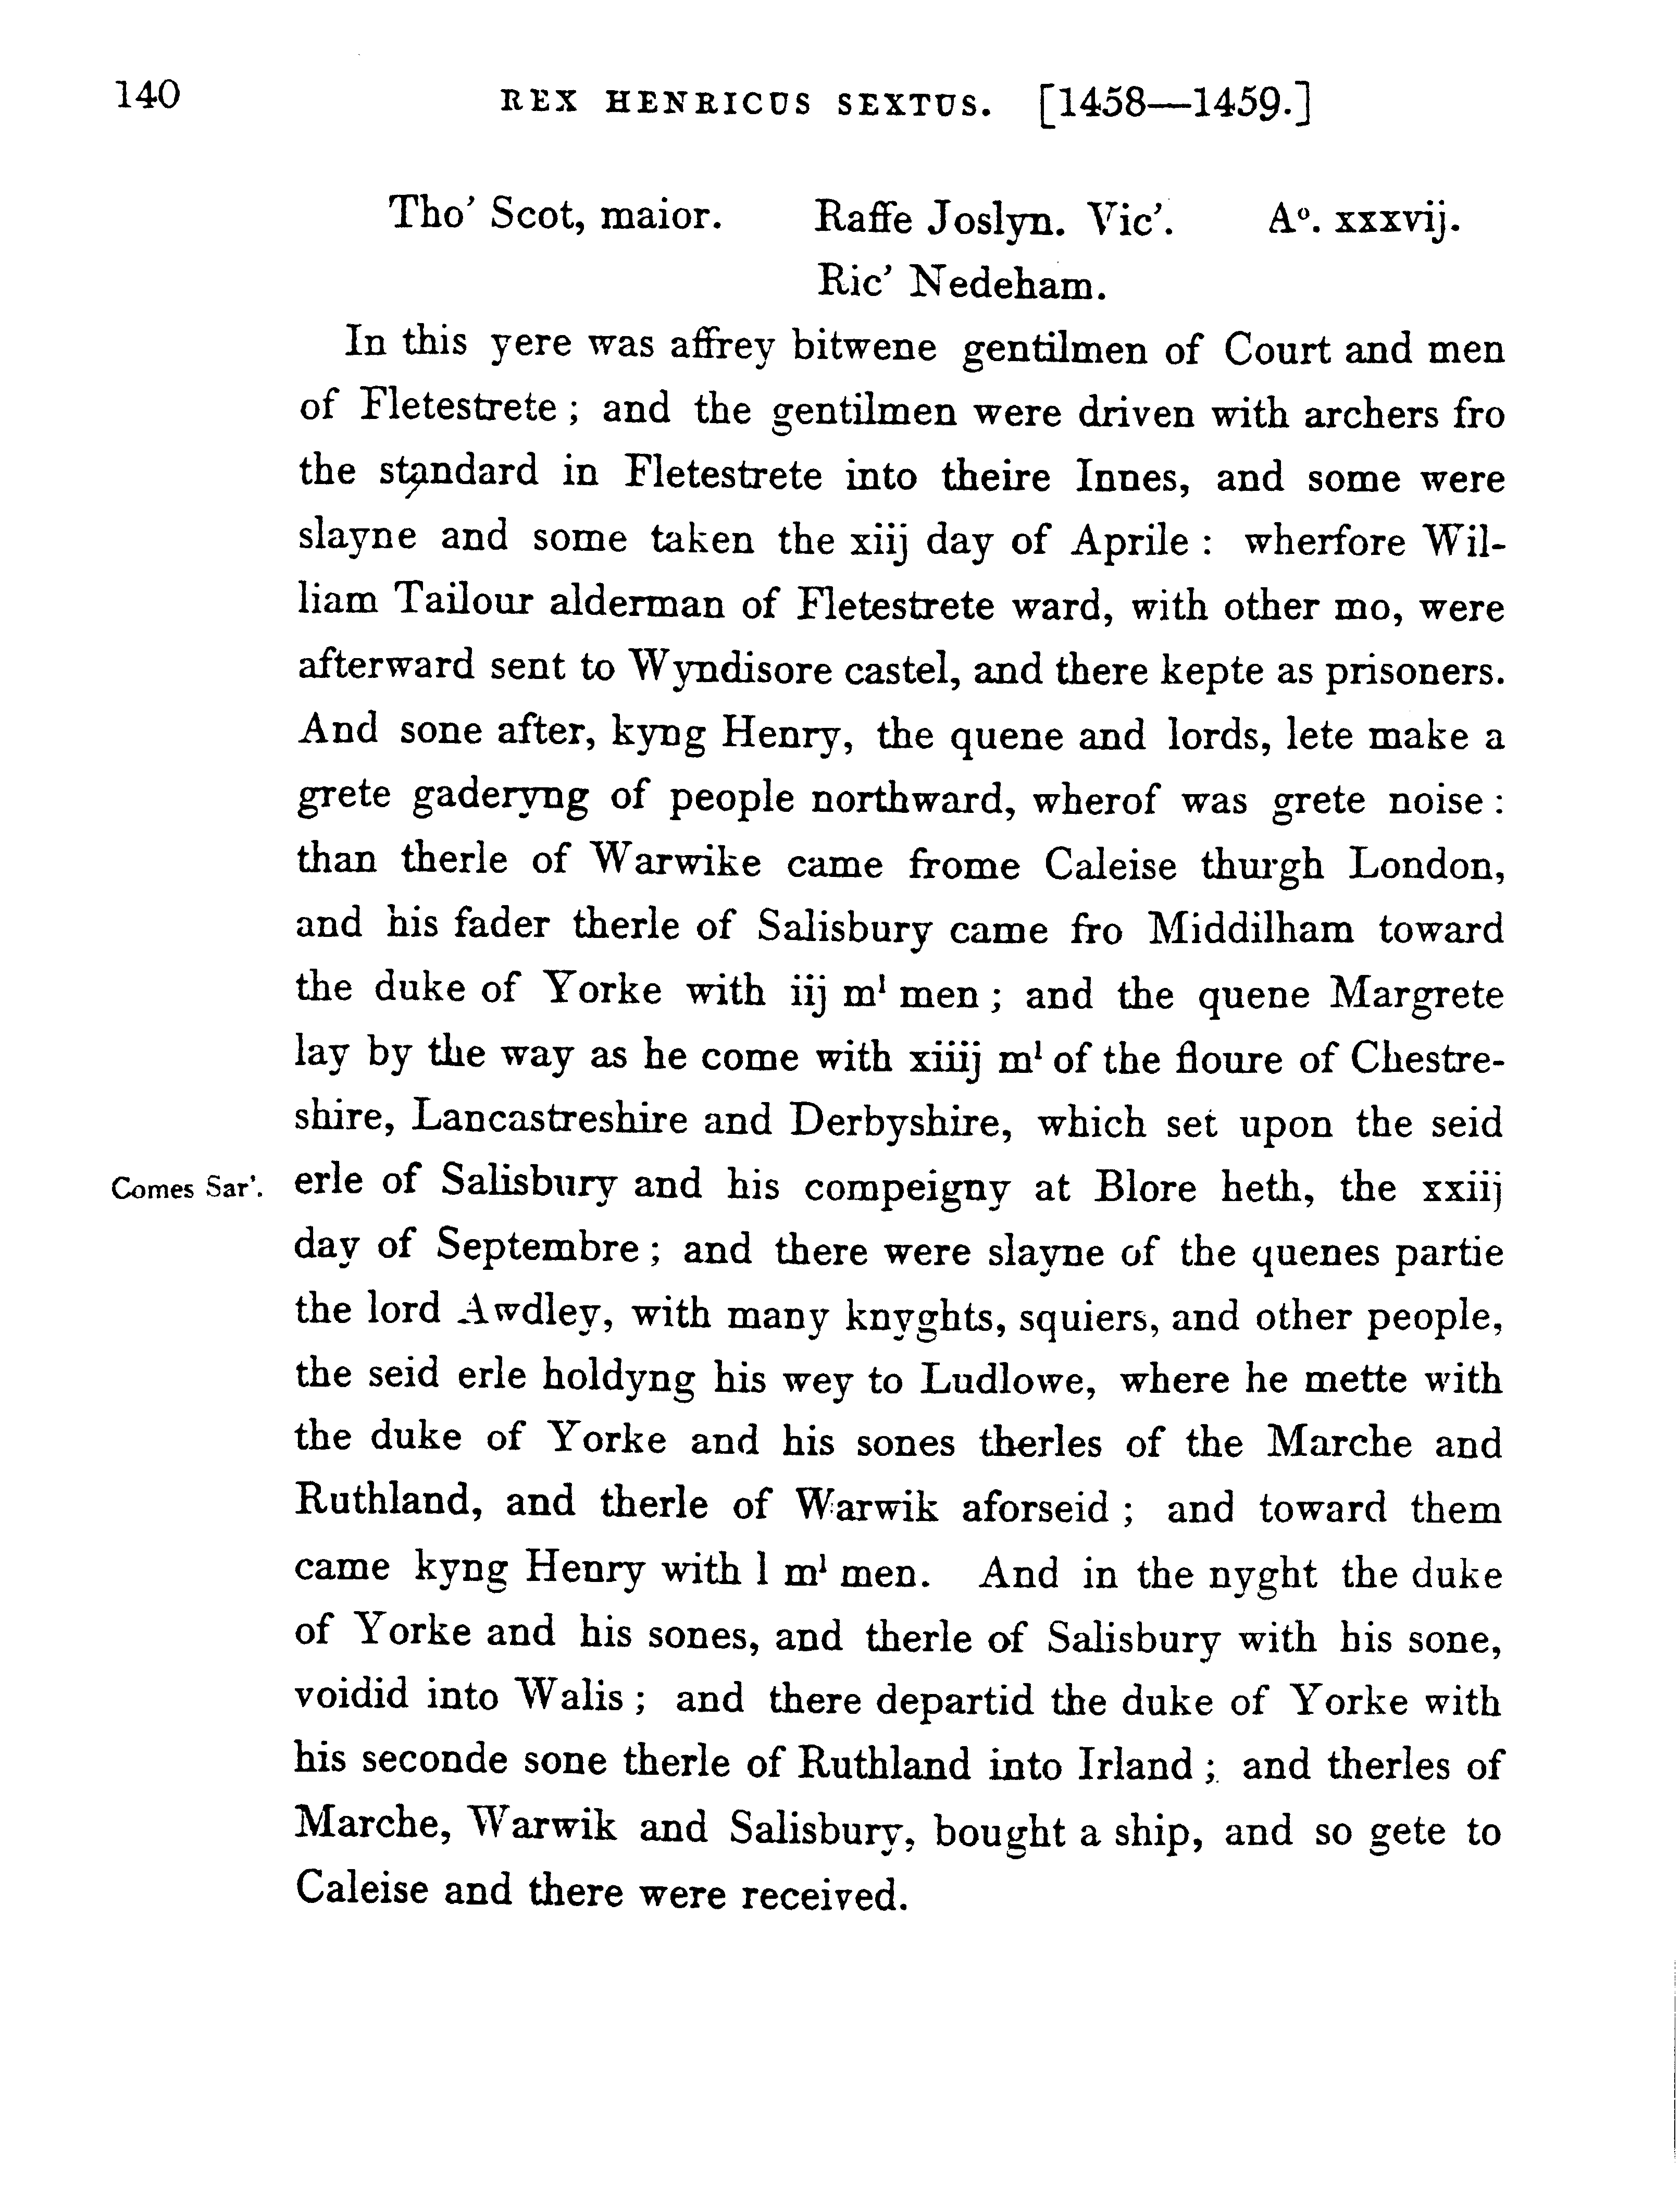 140 REX HENRICUS SEXTUS. [1458—1459.]
Tho' Scot, maior. Raffe Joslyn. Vic'. Aº. xxxvij.
Ric' Nedeham.
In this yere was affrey bitwene gentilmen of Court and men
of Fletestrete ; and the gentilmen were driven with archers fro
the standard in Fletestrete into theire Innes, and some were
slayne and some taken the xiij day of Aprile : wherfore Wil-
liam Tailour alderman of Fletestrete ward, with other mo, were
afterward sent to Wyndisore castel, and there kepte as prisoners.
And sone after, kyng Henry, the quene and lords, lete make a
grete gaderyng of people northward, wherof was grete noise :
than therle of Warwike came frome Caleise thurgh London,
and his fader therle of Salisbury came fro Middilham toward
the duke of Yorke with iij mˡ men ; and the quene Margrete
lay by the way as he come with xiiij mˡ of the floure of Chestre-
shire, Lancastreshire and Derbyshire, which set upon the seid
Comes Sar'. erle of Salisbury and his compeigny at Blore heth, the xxiij
day of Septembre ; and there were slayne of the quenes partie
the lord Awdley, with many knyghts, squiers, and other people,
the seid erle holdyng his wey to Ludlowe, where he mette with
the duke of Yorke and his sones therles of the Marche and
Ruthland, and therle of Warwik aforseid ; and toward them
came kyng Henry with l mˡ men. And in the nyght the duke
of Yorke and his sones, and therle of Salisbury with his sone,
voidid into Walis ; and there departid the duke of Yorke with
his seconde sone therle of Ruthland into Irland ; and therles of
Marche, Warwik and Salisbury, bought a ship, and so gete to
Caleise and there were received.